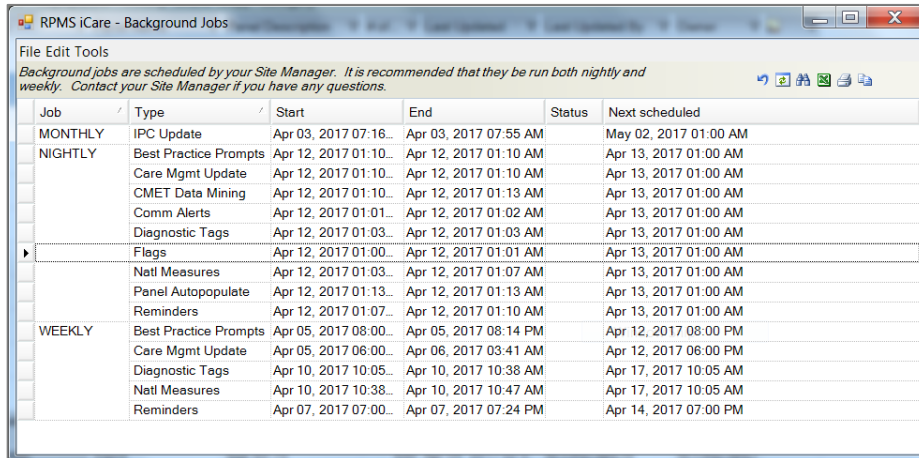 RPMS iCare - Background Jobs
File Edit Tools
Background jobs are scheduled by your Site Manager. It is recommended that they be run both nightly and
weekly. Contact your Site Manager if you have any questions.
Job Type Start End Status Next scheduled
MONTHLY IPC Update Apr 03, 2017 07:16... Apr 03, 2017 07:55 AM May 02, 2017 01:00 AM
NIGHTLY Best Practice Prompts Apr 12, 2017 01:10... Apr 12, 2017 01:10 AM Apr 13, 2017 01:00 AM
Care Mgmt Update Apr 12, 2017 01:10... Apr 12, 2017 01:10 AM Apr 13, 2017 01:00 AM
CMET Data Mining Apr 12, 2017 01:10... Apr 12, 2017 01:13 AM Apr 13, 2017 01:00 AM
Comm Alerts Apr 12, 2017 01:01... Apr 12, 2017 01:02 AM Apr 13, 2017 01:00 AM
Diagnostic Tags Apr 12, 2017 01:03... Apr 12, 2017 01:03 AM Apr 13, 2017 01:00 AM
Flags Apr 12, 2017 01:00... Apr 12, 2017 01:01 AM Apr 13, 2017 01:00 AM
Natl Measures Apr 12, 2017 01:03... Apr 12, 2017 01:07 AM Apr 13, 2017 01:00 AM
Panel Autopopulate Apr 12, 2017 01:13... Apr 12, 2017 01:13 AM Apr 13, 2017 01:00 AM
Reminders Apr 12, 2017 01:07... Apr 12, 2017 01:10 AM Apr 13, 2017 01:00 AM
WEEKLY Best Practice Prompts Apr 05, 2017 08:00... Apr 05, 2017 08:14 PM Apr 12, 2017 08:00 PM
Care Mgmt Update Apr 05, 2017 06:00... Apr 06, 2017 03:41 AM Apr 12, 2017 06:00 PM
Diagnostic Tags Apr 10, 2017 10:05... Apr 10, 2017 10:38 AM Apr 17, 2017 10:05 AM
Natl Measures Apr 10, 2017 10:38... Apr 10, 2017 10:47 AM Apr 17, 2017 10:05 AM
Reminders Apr 07, 2017 07:00... Apr 07, 2017 07:24 PM Apr 14, 2017 07:00 PM